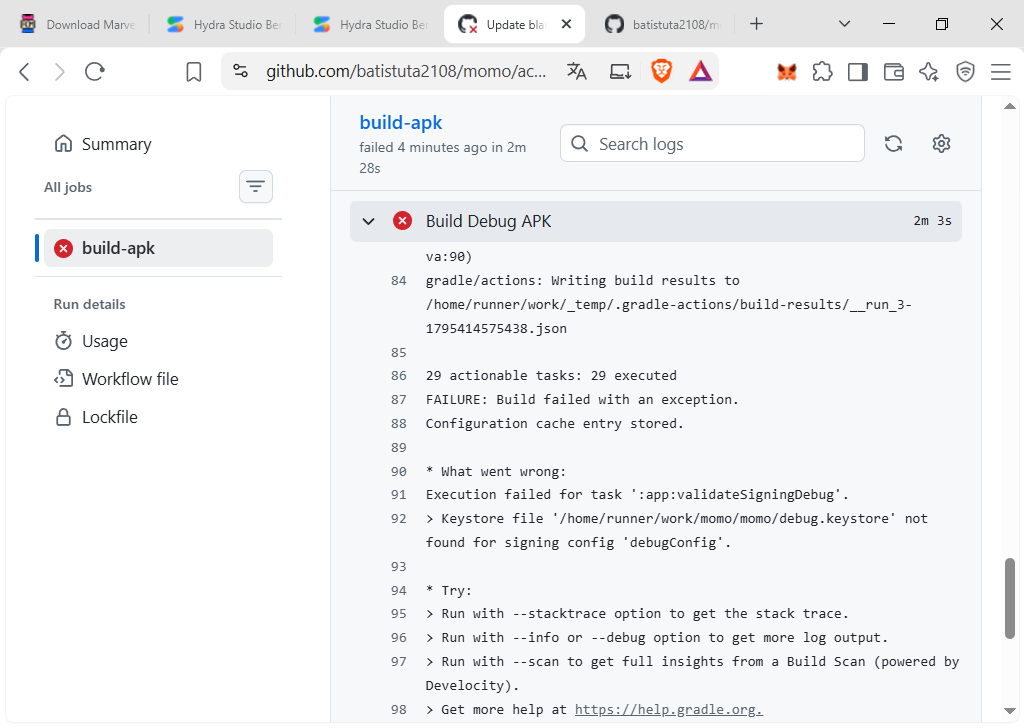 Download Marve
Hydra Studio Ber
Hydra Studio Ber
Update bla
batistuta2108/m
github.com/batistuta2108/momo/ac...
Summary
All jobs
build-apk
Run details
Usage
Workflow file
Lockfile
build-apk
failed 4 minutes ago in 2m
28s
Search logs
Build Debug APK
2m 3s
va:90)
84 gradle/actions: Writing build results to
/home/runner/work/_temp/.gradle-actions/build-results/__run_3-
1795414575438.json
85
86 29 actionable tasks: 29 executed
87 FAILURE: Build failed with an exception.
88 Configuration cache entry stored.
89
90 * What went wrong:
91 Execution failed for task ':app:validateSigningDebug'.
92 > Keystore file '/home/runner/work/momo/momo/debug.keystore' not
found for signing config 'debugConfig'.
93
94 * Try:
95 > Run with --stacktrace option to get the stack trace.
96 > Run with --info or --debug option to get more log output.
97 > Run with --scan to get full insights from a Build Scan (powered by
Develocity).
98 > Get more help at https://help.gradle.org.